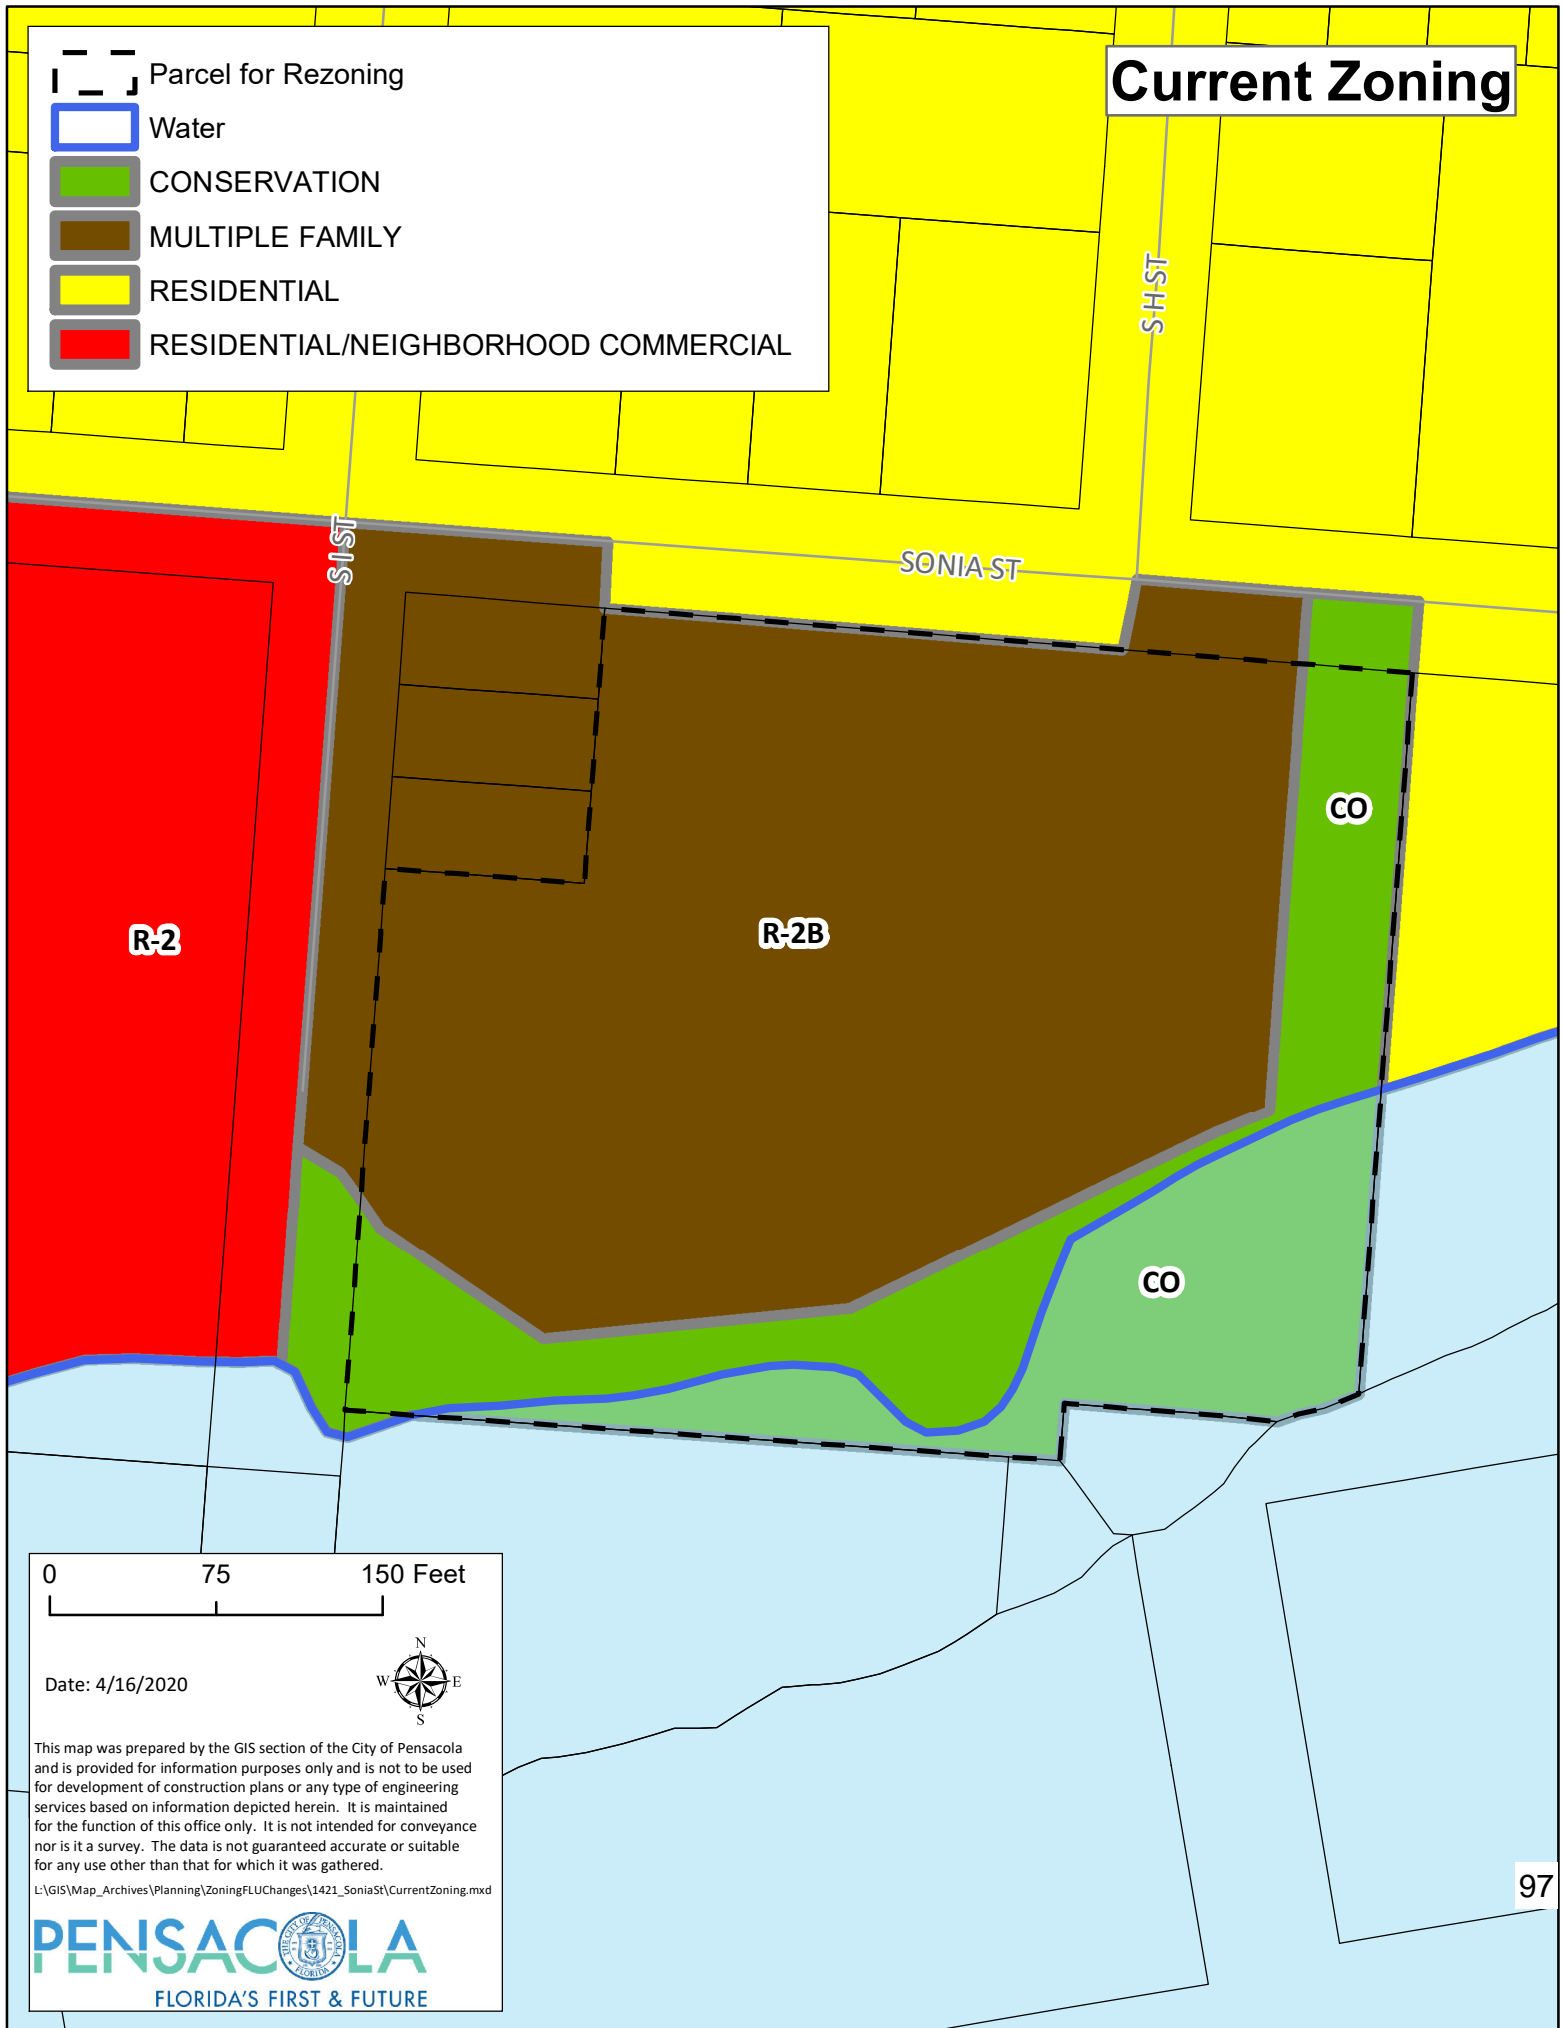 Parcel for Rezoning
Water
CONSERVATION
MULTIPLE FAMILY
RESIDENTIAL
RESIDENTIAL/NEIGHBORHOOD COMMERCIAL
Current Zoning
S H ST
S I ST
SONIA ST
CO
R-2
R-2B
CO
0 75 150 Feet
Date: 4/16/2020
N
W E
S
This map was prepared by the GIS section of the City of Pensacola
and is provided for information purposes only and is not to be used
for development of construction plans or any type of engineering
services based on information depicted herein. It is maintained
for the function of this office only. It is not intended for conveyance
nor is it a survey. The data is not guaranteed accurate or suitable
for any use other than that for which it was gathered.
L:\GIS\Map_Archives\Planning\ZoningFLUChanges\1421_SoniaSt\CurrentZoning.mxd
97
PENSACOLA
THE CITY OF PENSACOLA
FLORIDA
FLORIDA'S FIRST & FUTURE